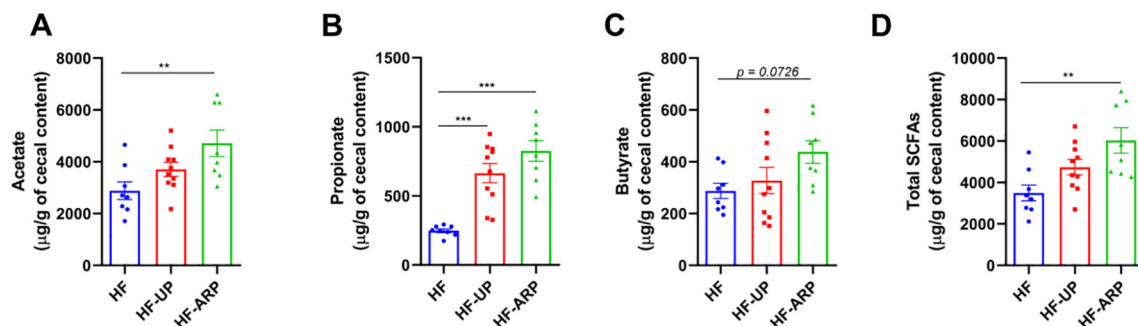 A
Acetate
(µg/g of cecal content)
8000
6000
4000
2000
0
**
HF
HF-UP
HF-ARP
B
Propionate
(µg/g of cecal content)
1500
1000
500
0
***
***
HF
HF-UP
HF-ARP
C
Butyrate
(µg/g of cecal content)
800
600
400
200
0
p = 0.0726
HF
HF-UP
HF-ARP
D
Total SCFAs
(µg/g of cecal content)
10000
8000
6000
4000
2000
0
**
HF
HF-UP
HF-ARP